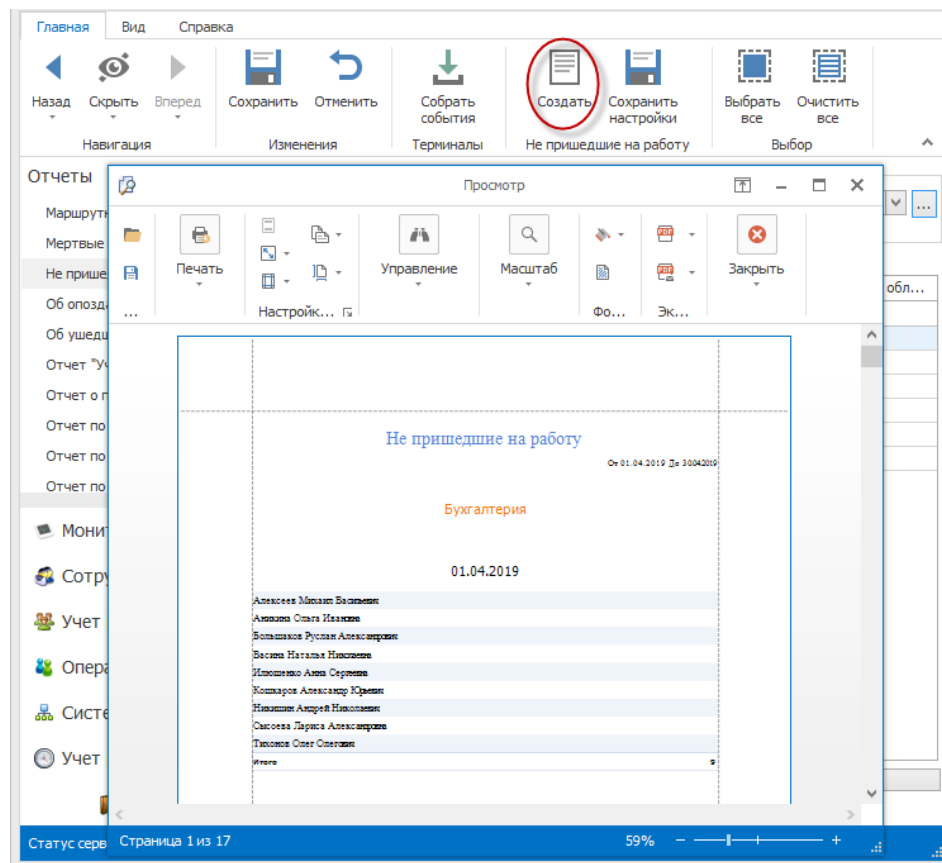 Главная Вид Справка
Назад Скрыть Вперед Сохранить Отменить Собрать события Создать Сохранить настройки Выбрать все Очистить все
Навигация Изменения Терминалы Не пришедшие на работу Выбор
Отчеты
Маршрутн
Мертвые
Не прише
Об опозда
Об ушедш
Отчет "Уч
Отчет о п
Отчет по
Отчет по
Отчет по
Монит
Сотру
Учет
Опера
Систе
Учет
Статус серв
...
обл...
Просмотр
Печать Управление Масштаб Закрыть
... Настройк... Фо... Эк...
Не пришедшие на работу
От 01.04.2019 До 30.04.2019
Бухгалтерия
01.04.2019
Алексеев Михаил Васильевич
Аникина Ольга Ивановна
Большаков Руслан Александрович
Васина Наталья Николаевна
Илюшенко Анна Сергеевна
Кошкаров Александр Юрьевич
Никишин Андрей Николаевич
Сысоева Лариса Александровна
Тихонов Олег Олегович
Итого 9
Страница 1 из 17 59%